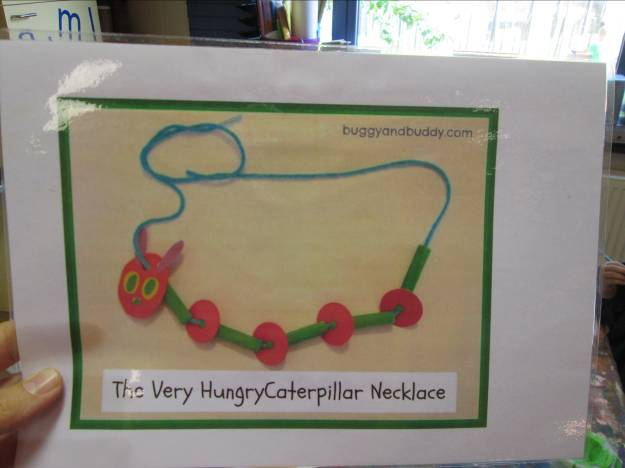 m
buggyandbuddy.com
The Very HungryCaterpillar Necklace